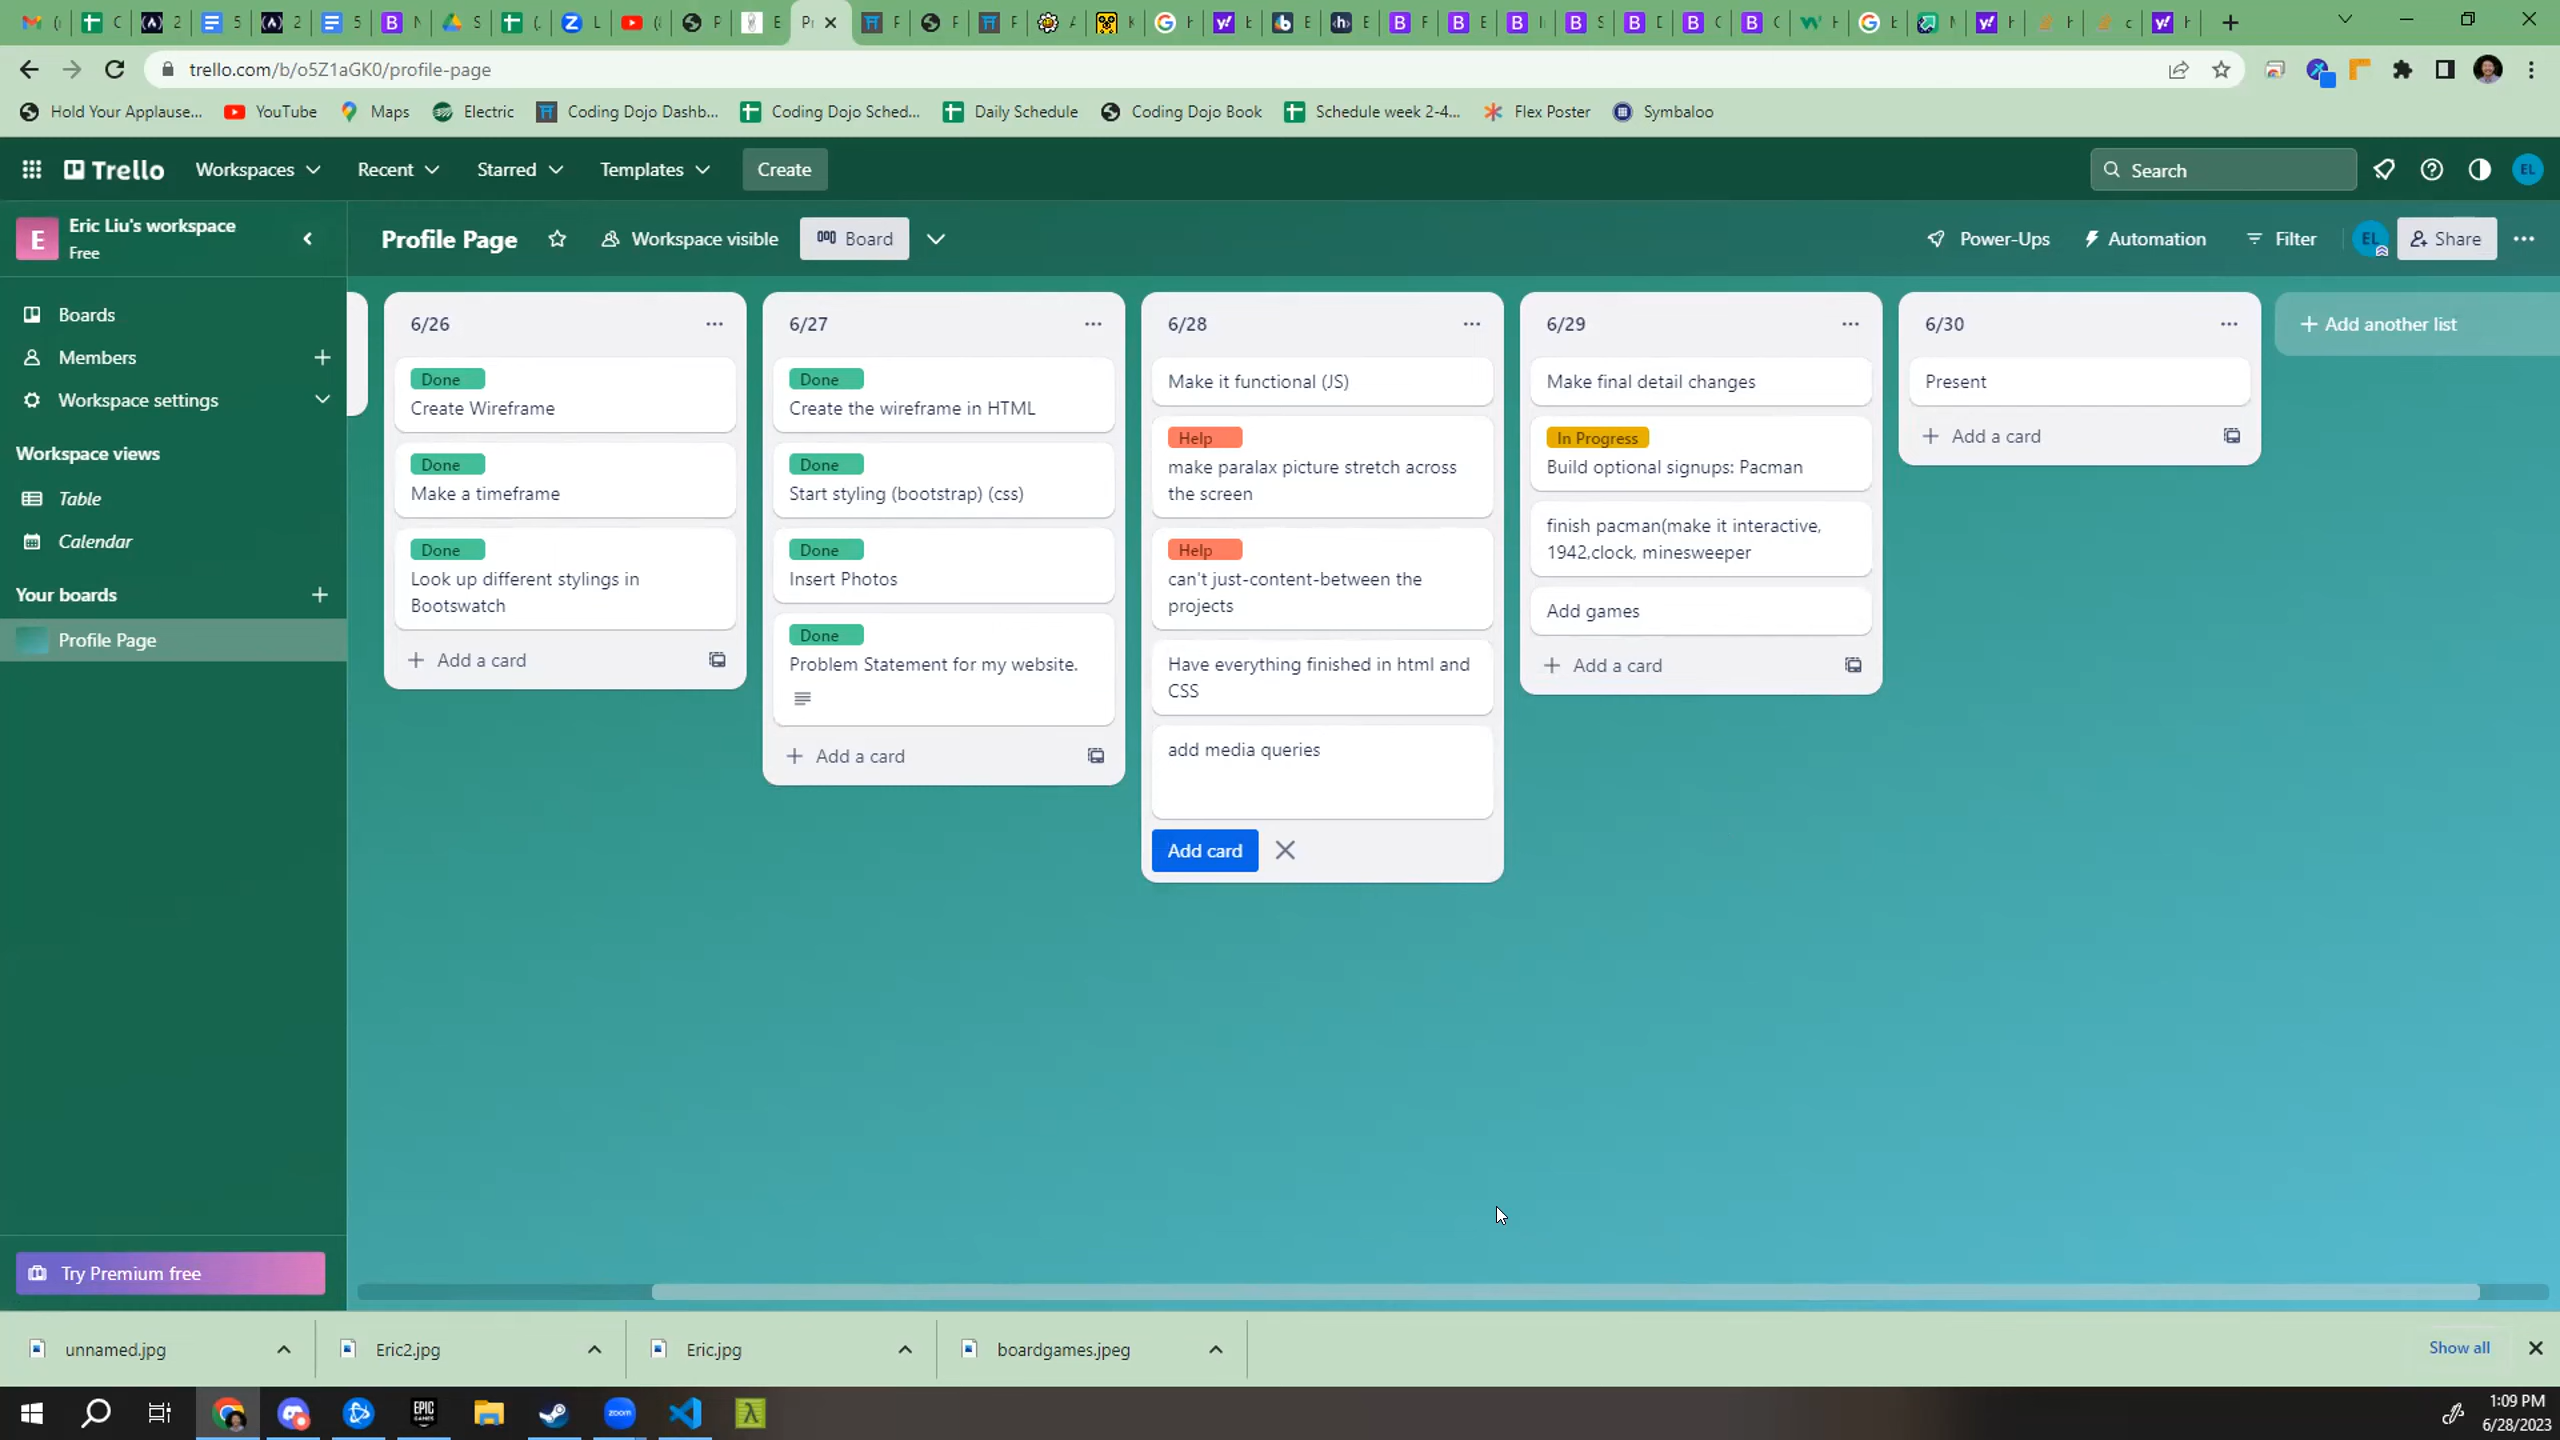 trello.com/b/o5Z1aGK0/profile-page
Hold Your Applause...
YouTube
Maps
Electric
Coding Dojo Dashb...
Coding Dojo Sched...
Daily Schedule
Coding Dojo Book
Schedule week 2-4...
Flex Poster
Symbaloo
Trello
Workspaces
Recent
Starred
Templates
Create
Search
EL
E
Eric Liu's workspace
Free
Profile Page
Workspace visible
Board
Power-Ups
Automation
Filter
EL
Share
Boards
Members
Workspace settings
Workspace views
Table
Calendar
Your boards
Profile Page
Try Premium free
6/26
Done
Create Wireframe
Done
Make a timeframe
Done
Look up different stylings in
Bootswatch
Add a card
6/27
Done
Create the wireframe in HTML
Done
Start styling (bootstrap) (css)
Done
Insert Photos
Done
Problem Statement for my website.
Add a card
6/28
Make it functional (JS)
Help
make paralax picture stretch across
the screen
Help
can't just-content-between the
projects
Have everything finished in html and
CSS
add media queries
Add card
6/29
Make final detail changes
In Progress
Build optional signups: Pacman
finish pacman(make it interactive,
1942,clock, minesweeper
Add games
Add a card
6/30
Present
Add a card
Add another list
unnamed.jpg
Eric2.jpg
Eric.jpg
boardgames.jpeg
Show all
EPIC
GAMES
zoom
1:09 PM
6/28/2023